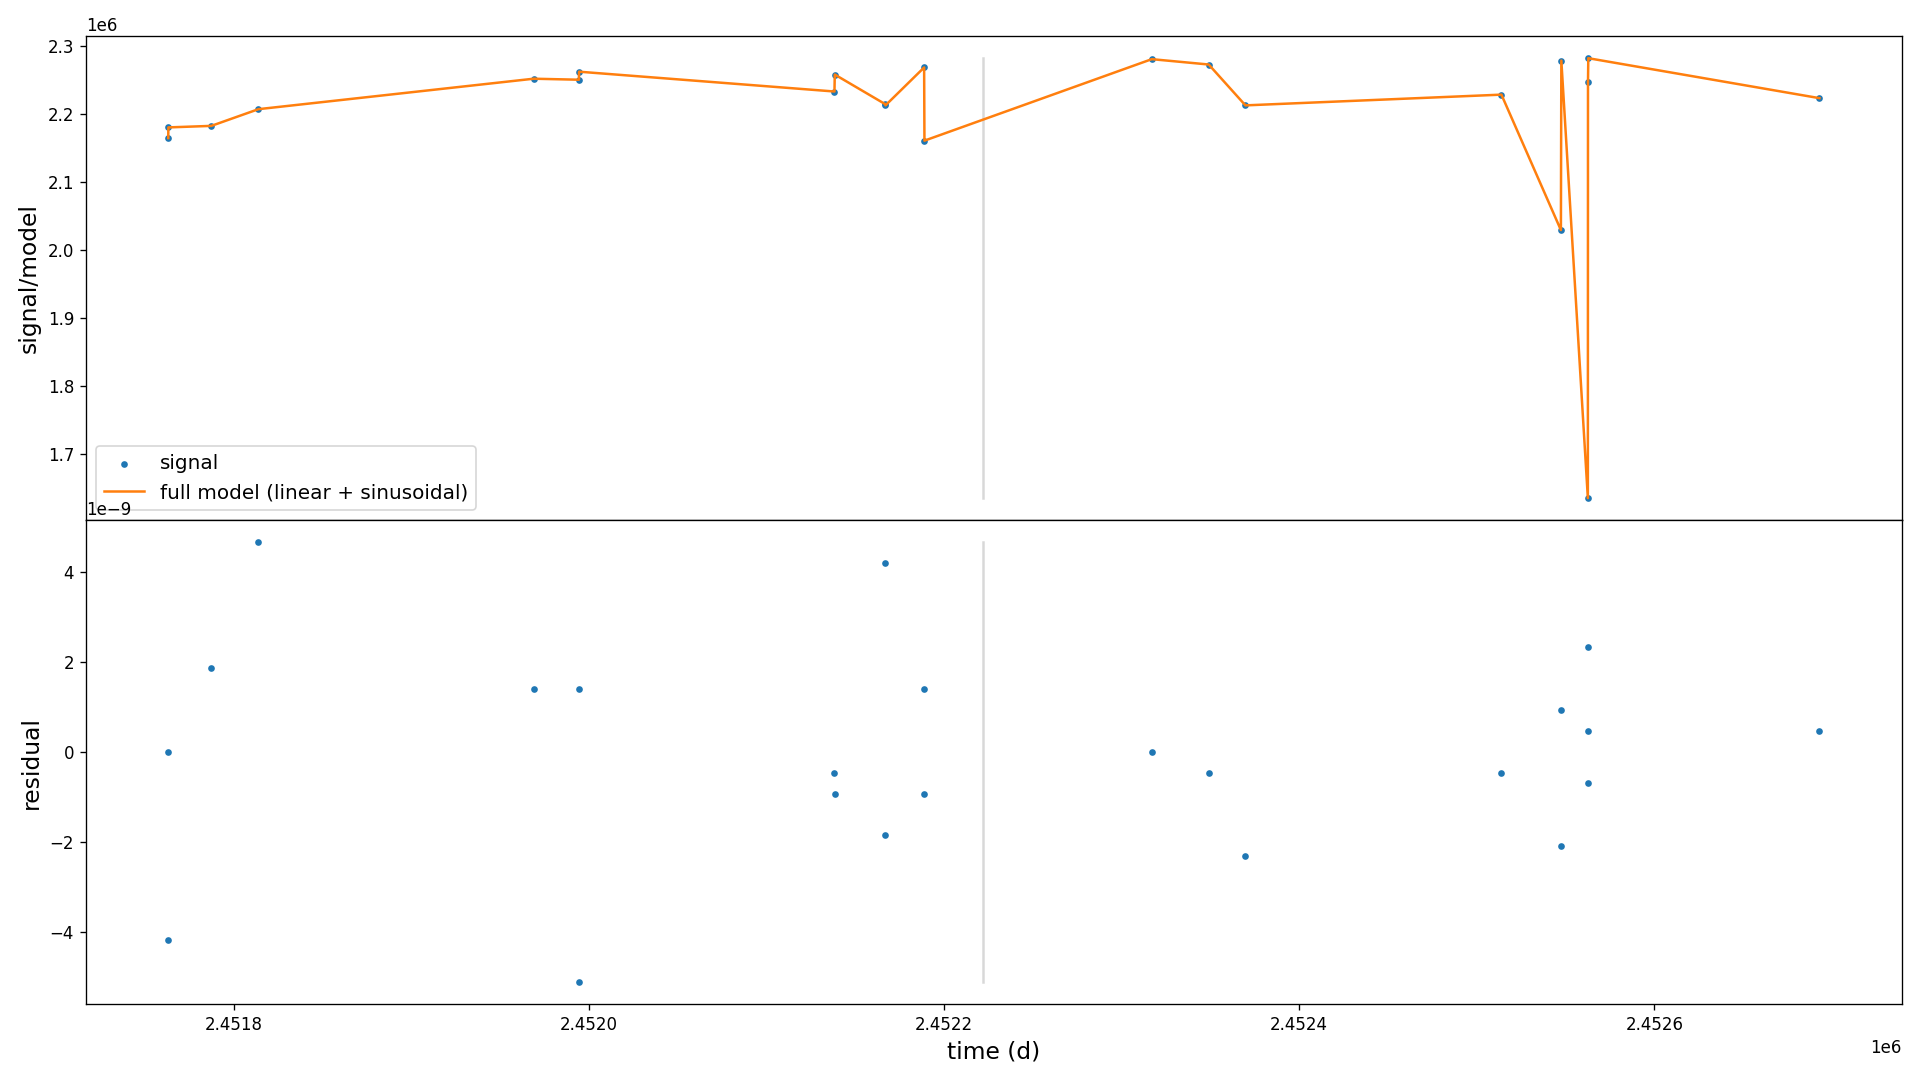 1e6
2.3
2.2
2.1
2.0
1.9
1.8
1.7
signal/model
signal
full model (linear + sinusoidal)
1e−9
4
2
0
−2
−4
residual
2.4518
2.4520
2.4522
2.4524
2.4526
time (d)
1e6